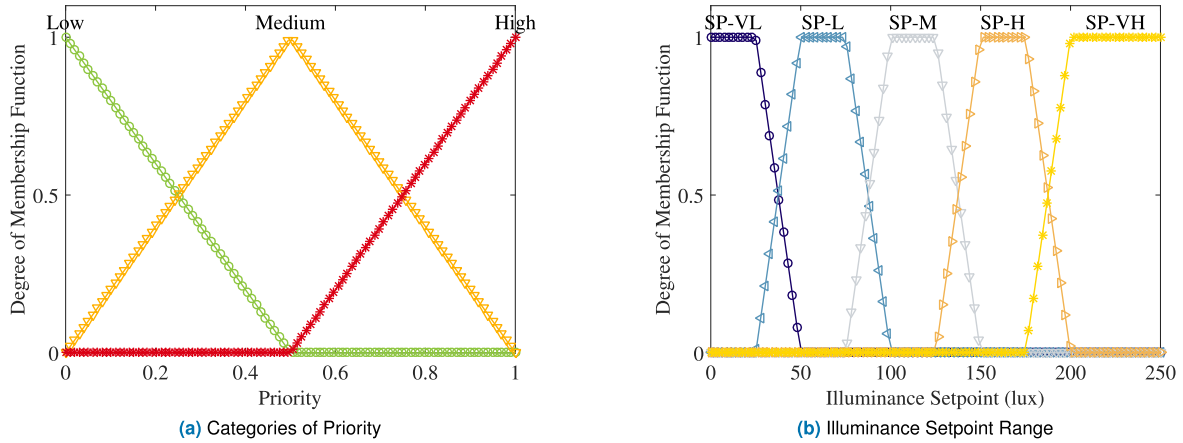 Low Medium High
1
0.5
0
0 0.2 0.4 0.6 0.8 1
Priority
Degree of Membership Function
(a) Categories of Priority
SP-VL SP-L SP-M SP-H SP-VH
1
0.5
0
0 50 100 150 200 250
Illuminance Setpoint (lux)
Degree of Membership Function
(b) Illuminance Setpoint Range